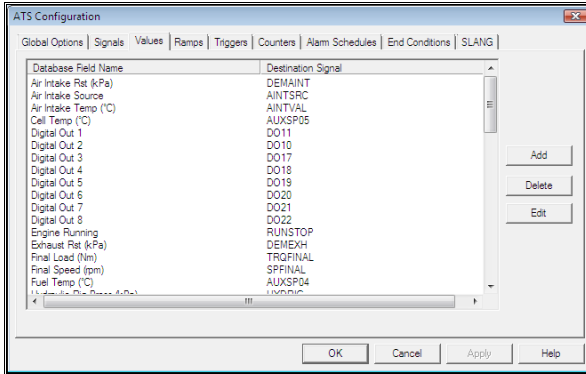 ATS Configuration
Global Options Signals Values Ramps Triggers Counters Alarm Schedules End Conditions SLANG
Database Field Name Destination Signal
Air Intake Rst (kPa) DEMAINT
Air Intake Source AINTSRC
Air Intake Temp (°C) AINTVAL
Cell Temp (°C) AUXSP05
Digital Out 1 DO11
Digital Out 2 DO10
Digital Out 3 DO17
Digital Out 4 DO18
Digital Out 5 DO19
Digital Out 6 DO20
Digital Out 7 DO21
Digital Out 8 DO22
Engine Running RUNSTOP
Exhaust Rst (kPa) DEMEXH
Final Load (Nm) TRQFINAL
Final Speed (rpm) SPFINAL
Fuel Temp (°C) AUXSP04
Add
Delete
Edit
OK Cancel Apply Help